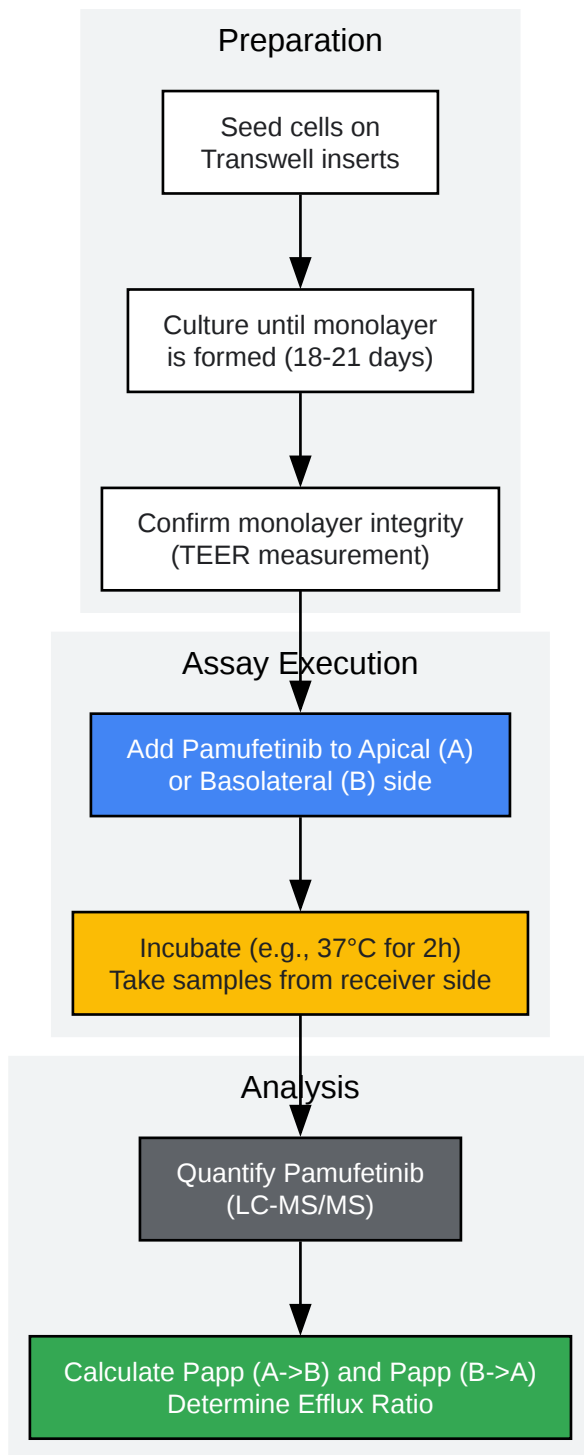 Preparation
Seed cells on
Transwell inserts
Culture until monolayer
is formed (18-21 days)
Confirm monolayer integrity
(TEER measurement)
Assay Execution
Add Pamufetinib to Apical (A)
or Basolateral (B) side
Incubate (e.g., 37°C for 2h)
Take samples from receiver side
Analysis
Quantify Pamufetinib
(LC-MS/MS)
Calculate Papp (A->B) and Papp (B->A)
Determine Efflux Ratio